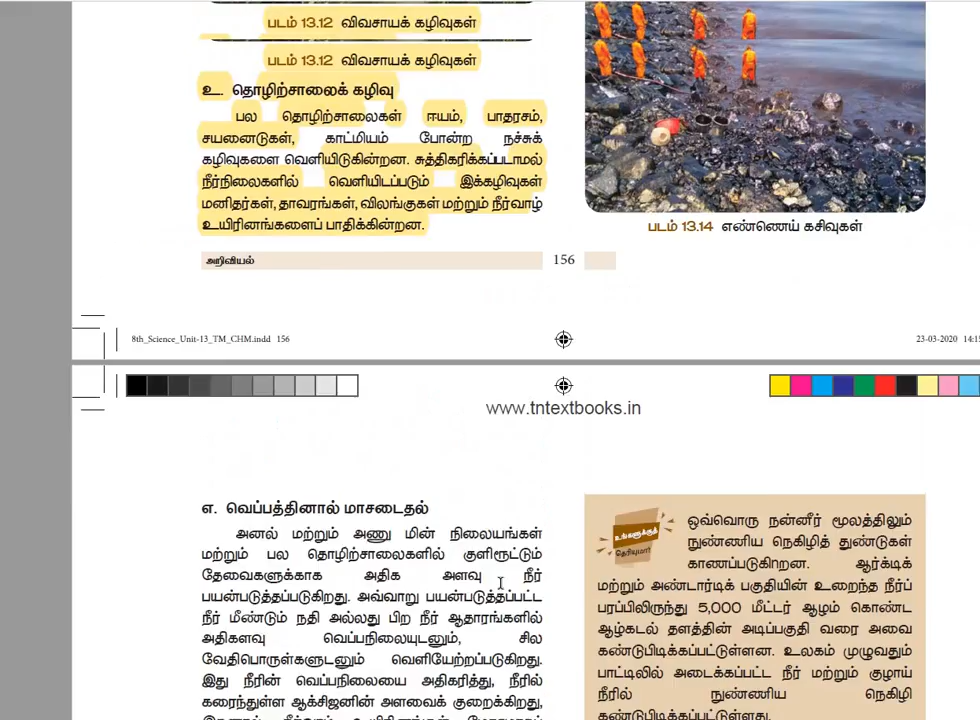 படம் 13.12 விவசாயக் கழிவுகள்
படம் 13.12 விவசாயக் கழிவுகள்
உ. தொழிற்சாலைக் கழிவு
பல தொழிற்சாலைகள் ஈயம், பாதரசம்,
சயனைடுகள், காட்மியம் போன்ற நச்சுக்
கழிவுகளை வெளியிடுகின்றன. சுத்திகரிக்கப்படாமல்
நீர்நிலைகளில் வெளியிடப்படும் இக்கழிவுகள்
மனிதர்கள், தாவரங்கள், விலங்குகள் மற்றும் நீர்வாழ்
உயிரினங்களைப் பாதிக்கின்றன.
படம் 13.14 எண்ணெய் கசிவுகள்
அறிவியல் 156
8th_Science_Unit-13_TM_CHM.indd 156
23-03-2020 14:15
www.tntextbooks.in
எ. வெப்பத்தினால் மாசடைதல்
அனல் மற்றும் அணு மின் நிலையங்கள்
மற்றும் பல தொழிற்சாலைகளில் குளிரூட்டும்
தேவைகளுக்காக அதிக அளவு நீர்
பயன்படுத்தப்படுகிறது. அவ்வாறு பயன்படுத்தப்பட்ட
நீர் மீண்டும் நதி அல்லது பிற நீர் ஆதாரங்களில்
அதிகளவு வெப்பநிலையுடனும், சில
வேதிபொருள்களுடனும் வெளியேற்றப்படுகிறது.
இது நீரின் வெப்பநிலையை அதிகரித்து, நீரில்
கரைந்துள்ள ஆக்சிஜனின் அளவைக் குறைக்கிறது,
உங்களுக்குத்
தெரியுமா?
ஒவ்வொரு நன்னீர் மூலத்திலும்
நுண்ணிய நெகிழித் துண்டுகள்
காணப்படுகின்றன. ஆர்க்டிக்
மற்றும் அண்டார்டிக் பகுதியின் உறைந்த நீர்ப்
பரப்பிலிருந்து 5,000 மீட்டர் ஆழம் கொண்ட
ஆழ்கடல் தளத்தின் அடிப்பகுதி வரை அவை
கண்டுபிடிக்கப்பட்டுள்ளன. உலகம் முழுவதும்
பாட்டிலில் அடைக்கப்பட்ட நீர் மற்றும் குழாய்
நீரில் நுண்ணிய நெகிழி
கண்டுபிடிக்கப்பட்டுள்ளது.